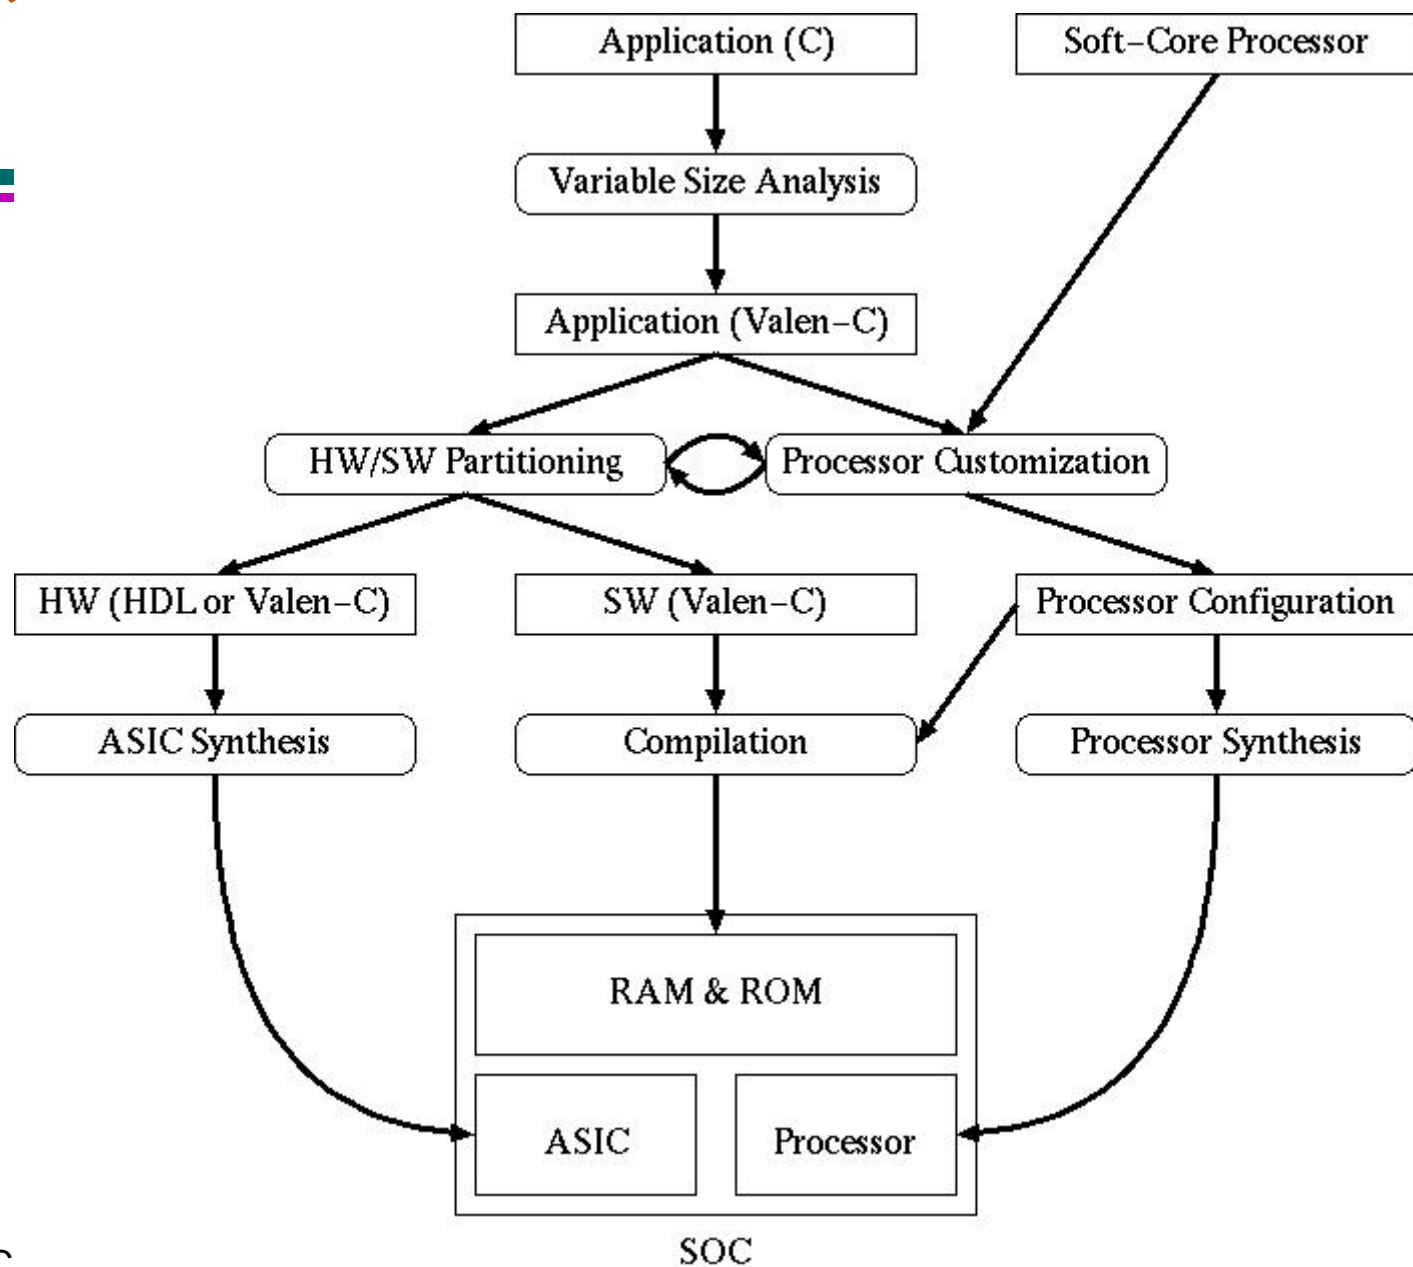 Application (C)
Soft-Core Processor
Variable Size Analysis
Application (Valen-C)
HW/SW Partitioning
Processor Customization
HW (HDL or Valen-C)
SW (Valen-C)
Processor Configuration
ASIC Synthesis
Compilation
Processor Synthesis
RAM & ROM
ASIC
Processor
SOC